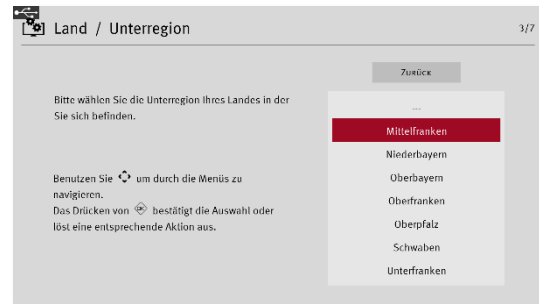 Land / Unterregion
3/7
Zurück
Bitte wählen Sie die Unterregion Ihres Landes in der
Sie sich befinden.
Benutzen Sie um durch die Menüs zu
navigieren.
Das Drücken von OK bestätigt die Auswahl oder
löst eine entsprechende Aktion aus.
...
Mittelfranken
Niederbayern
Oberbayern
Oberfranken
Oberpfalz
Schwaben
Unterfranken